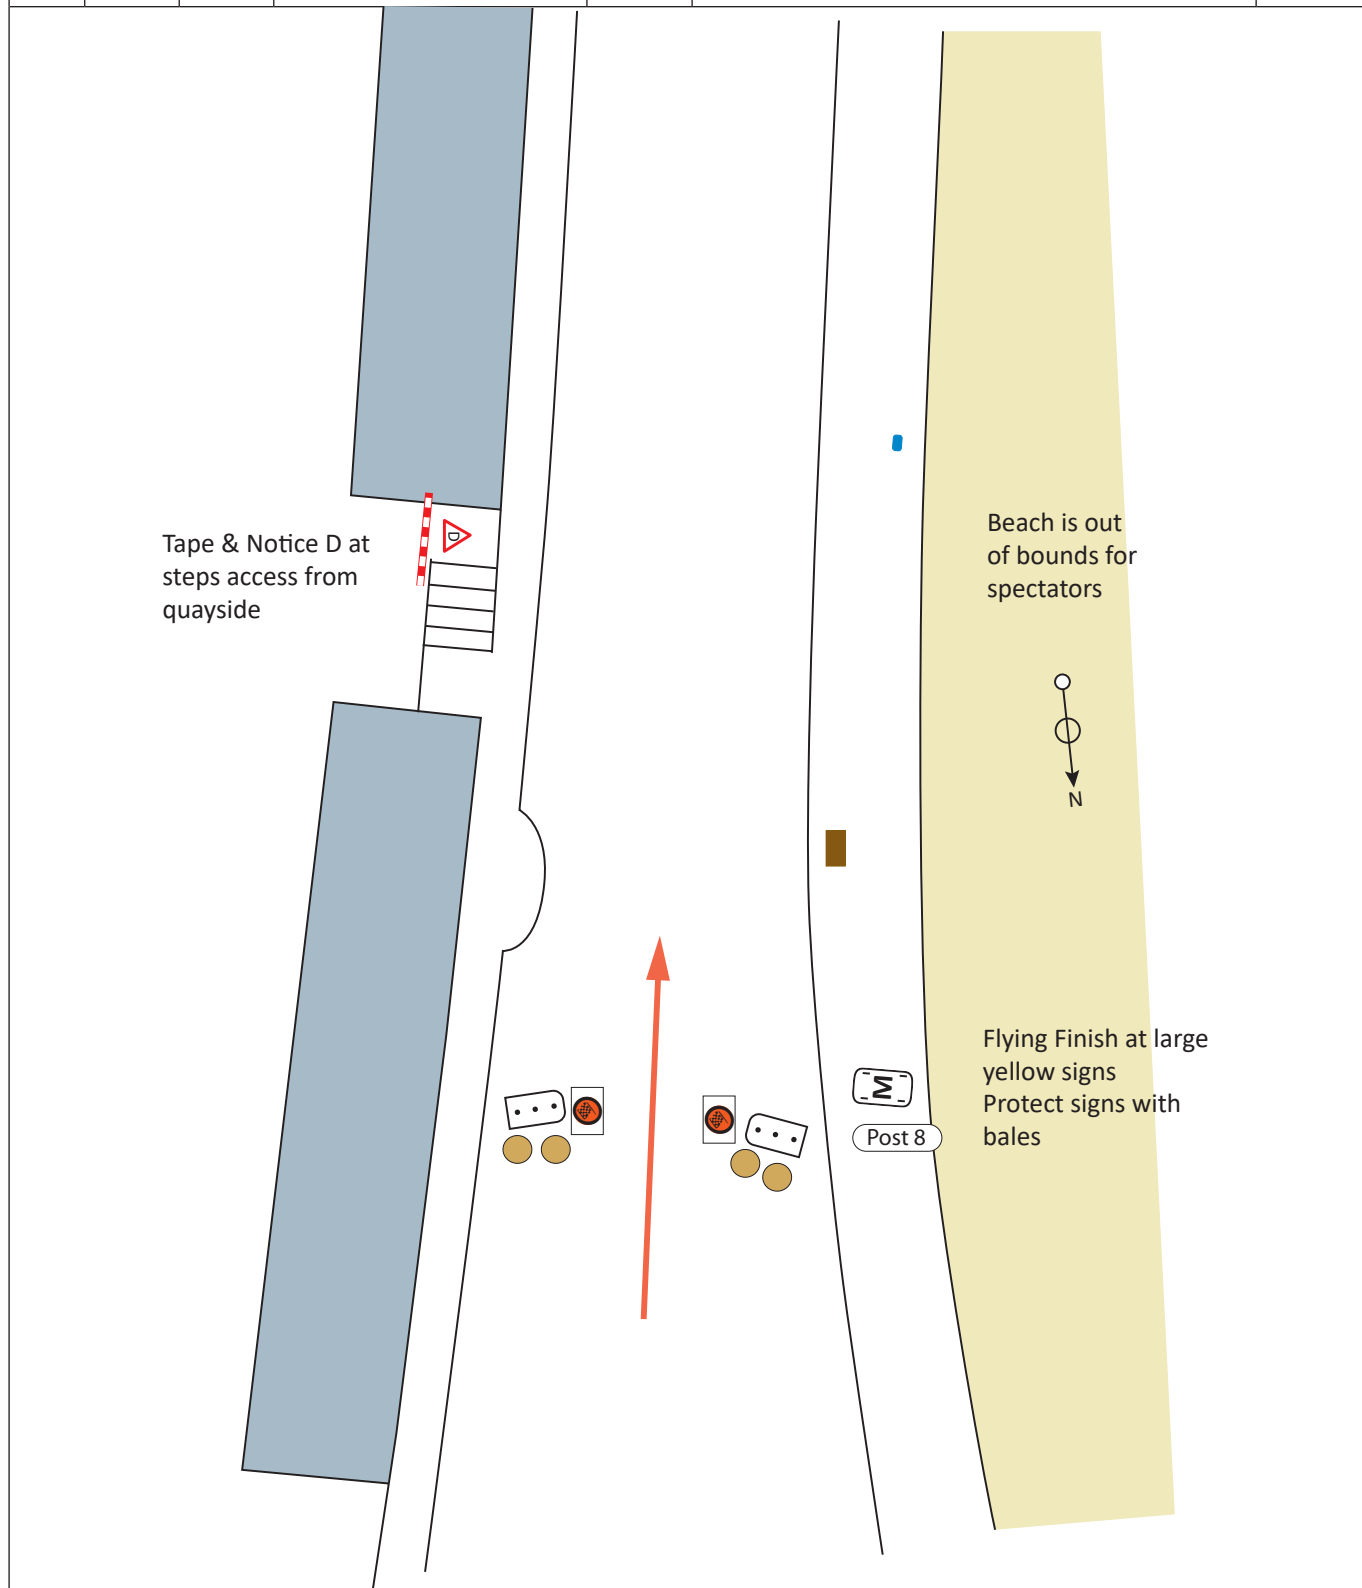 Tape & Notice D at
steps access from
quayside
D
Beach is out
of bounds for
spectators
N
Flying Finish at large
yellow signs
Protect signs with
bales
M
Post 8